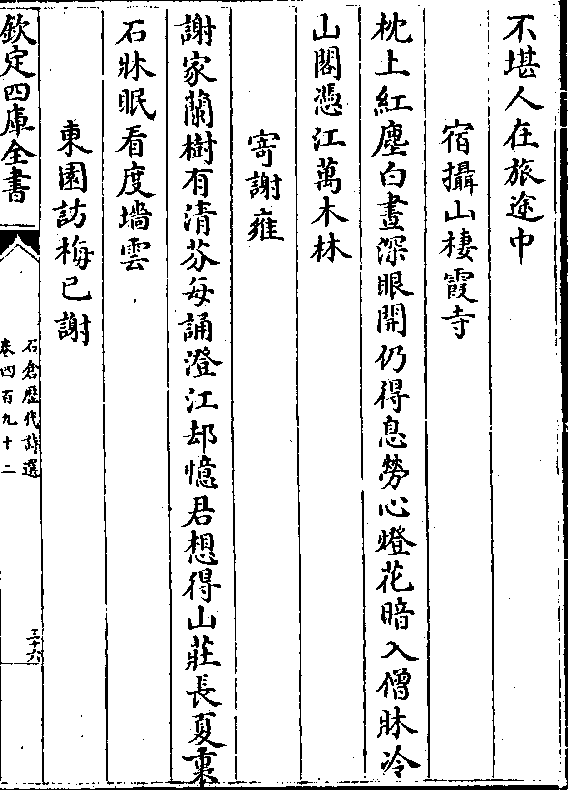 不堪人在旅途中
宿攝山棲霞寺
枕上紅塵白晝深眼開仍得息勞心燈花暗入僧牀冷
山閣憑江萬木林
寄謝雍
謝家蘭樹有清芬每誦澄江却憶君想得山莊長夏裏
石牀眠看度墻雲
東園訪梅已謝
欽定四庫全書
石倉歷代詩選
卷四百九十二
三十六